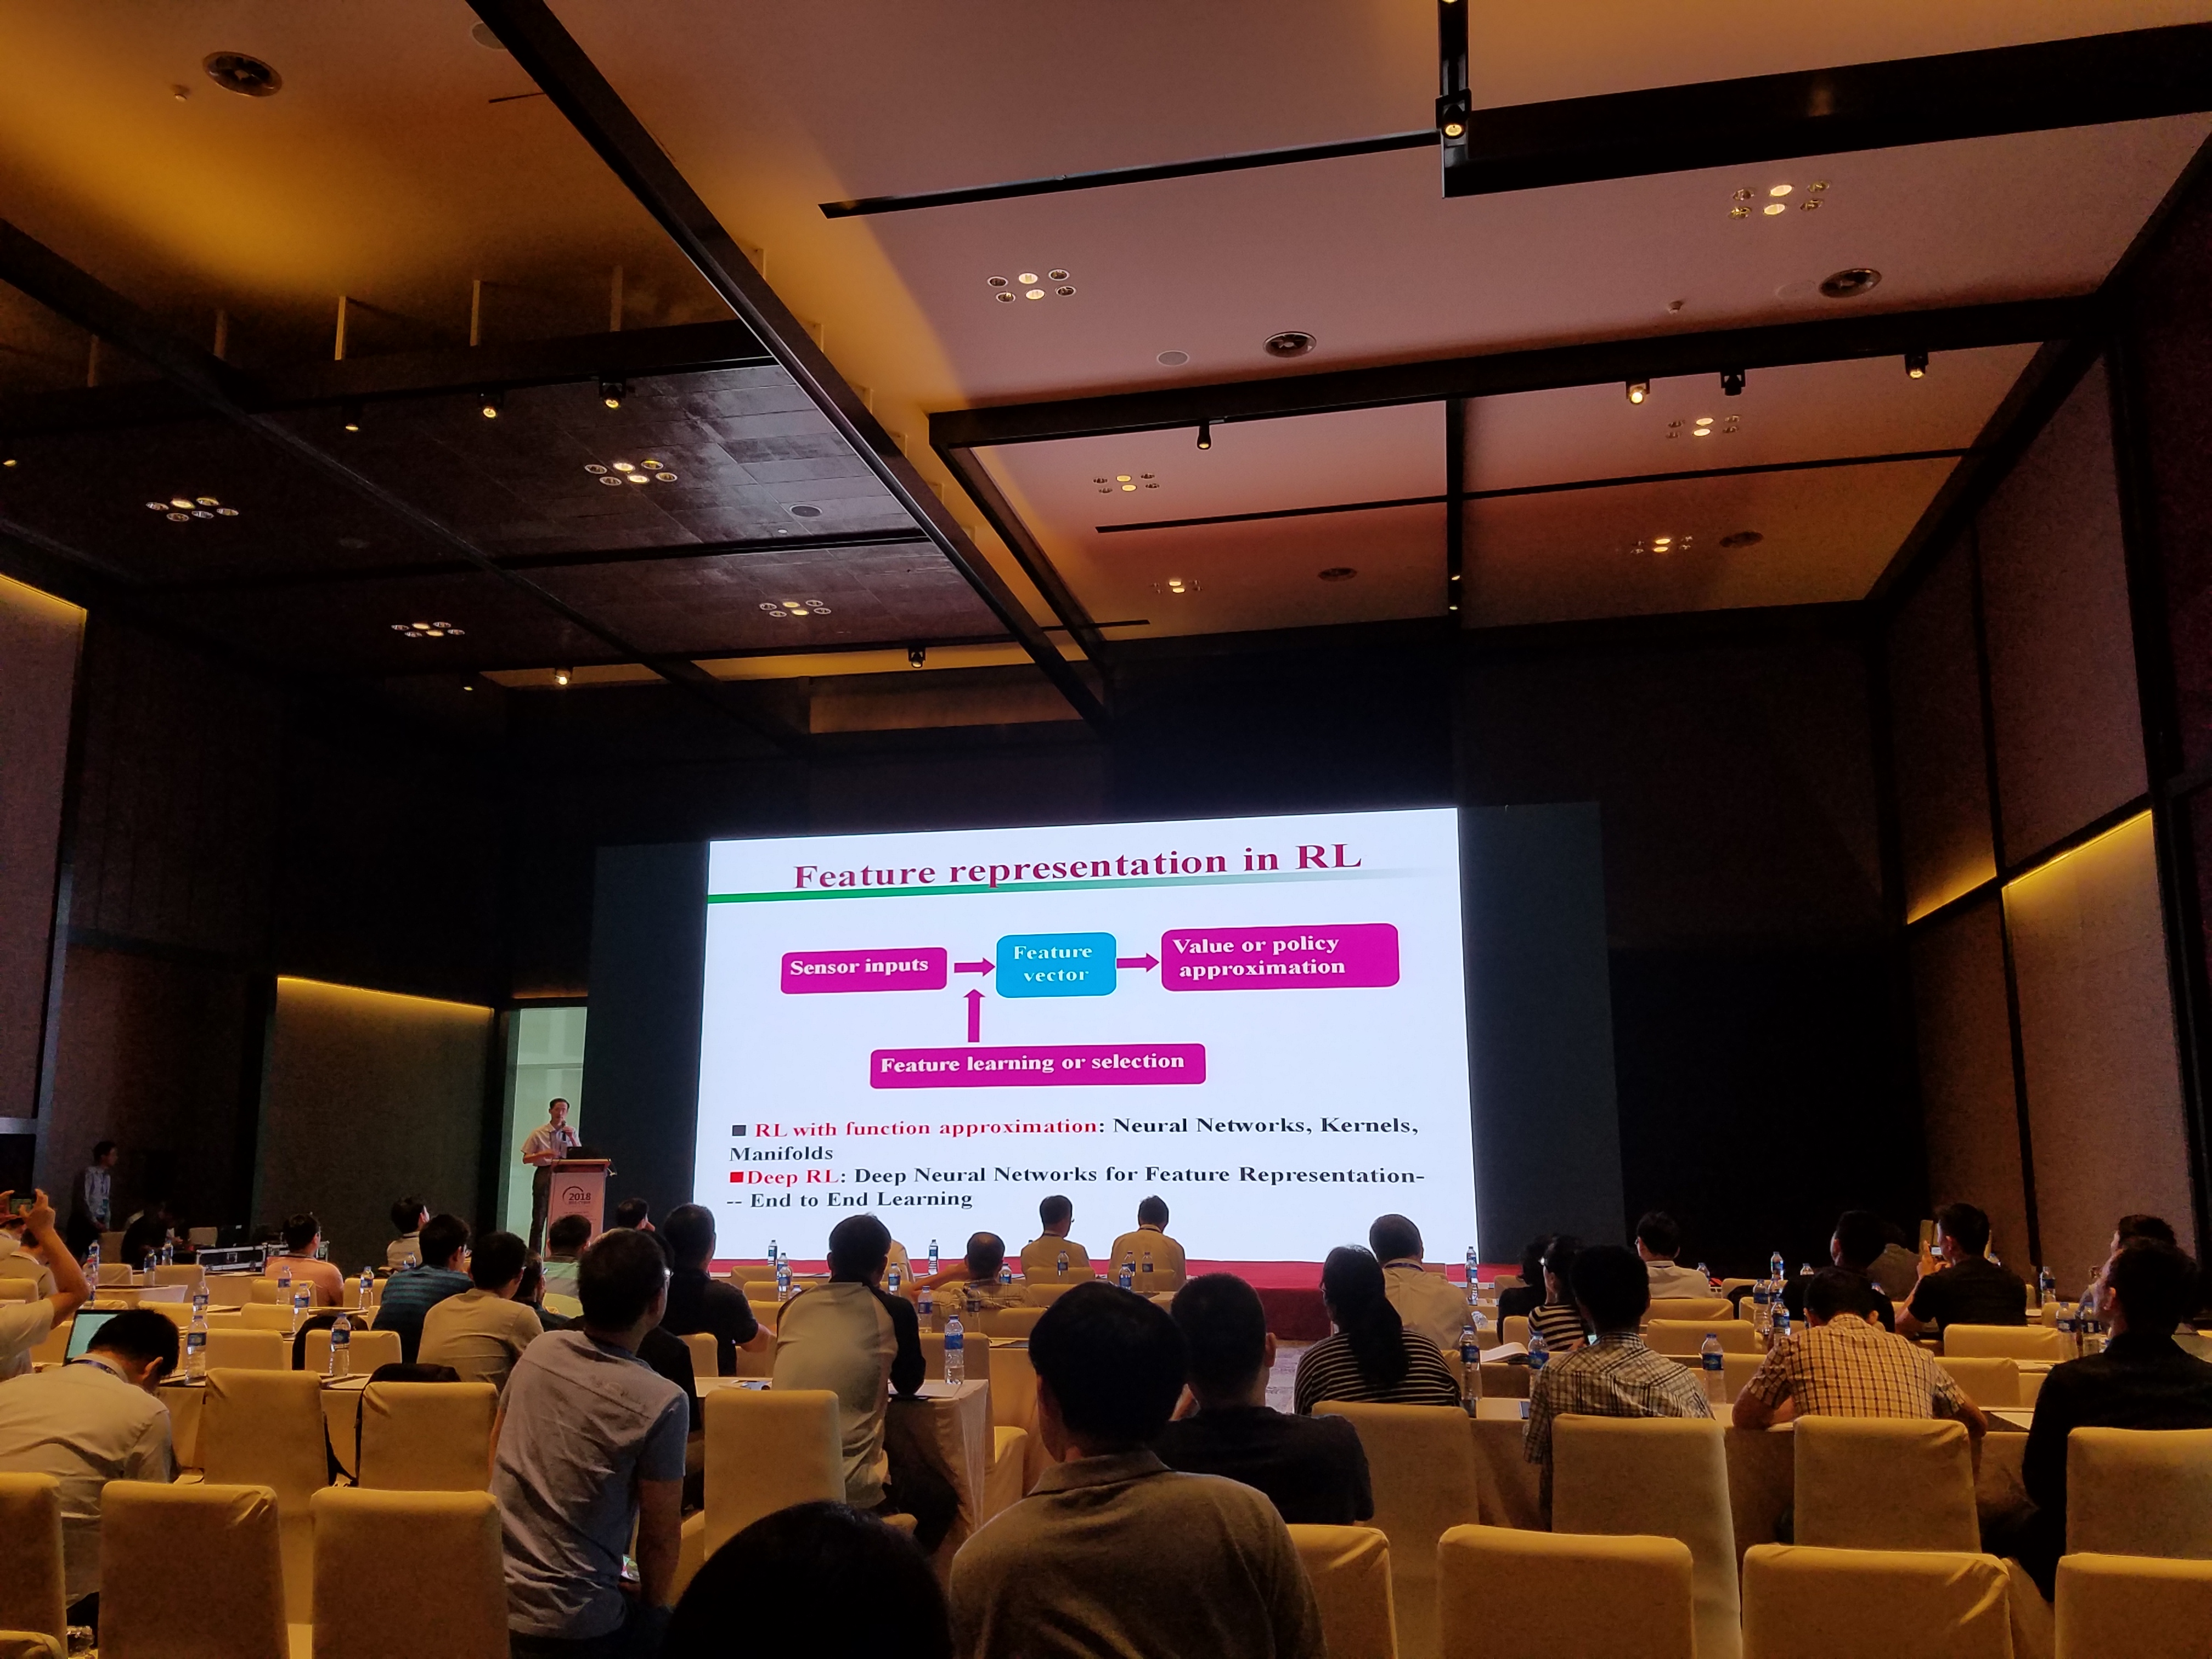 Feature representation in RL
Sensor inputs
Feature
vector
Value or policy
approximation
Feature learning or selection
■ RL with function approximation: Neural Networks, Kernels,
Manifolds
■Deep RL: Deep Neural Networks for Feature Representation-
-- End to End Learning
2018